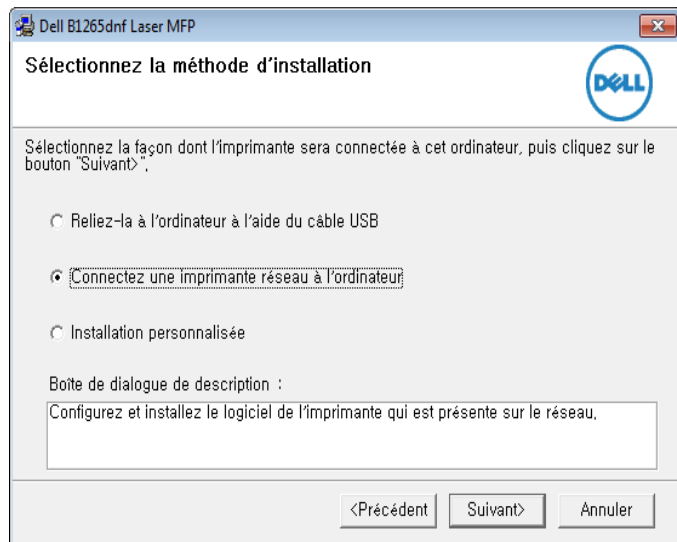 Dell B1265dnf Laser MFP
Sélectionnez la méthode d'installation
DELL
Sélectionnez la façon dont l'imprimante sera connectée à cet ordinateur, puis cliquez sur le
bouton "Suivant>".
Reliez-la à l'ordinateur à l'aide du câble USB
Connectez une imprimante réseau à l'ordinateur
Installation personnalisée
Boîte de dialogue de description :
Configurez et installez le logiciel de l'imprimante qui est présente sur le réseau.
<Précédent Suivant> Annuler